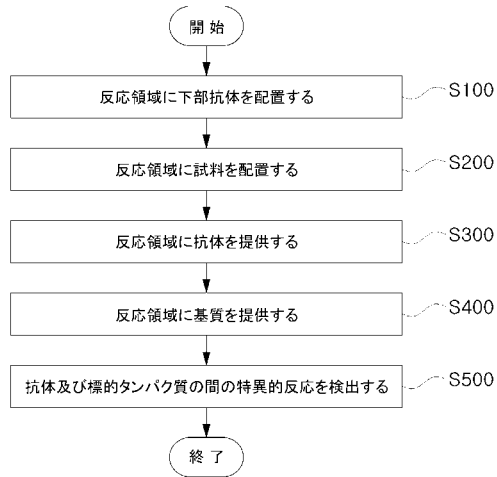 開始
反応領域に下部抗体を配置する
S100
反応領域に試料を配置する
S200
反応領域に抗体を提供する
S300
反応領域に基質を提供する
S400
抗体及び標的タンパク質の間の特異的反応を検出する
S500
終了